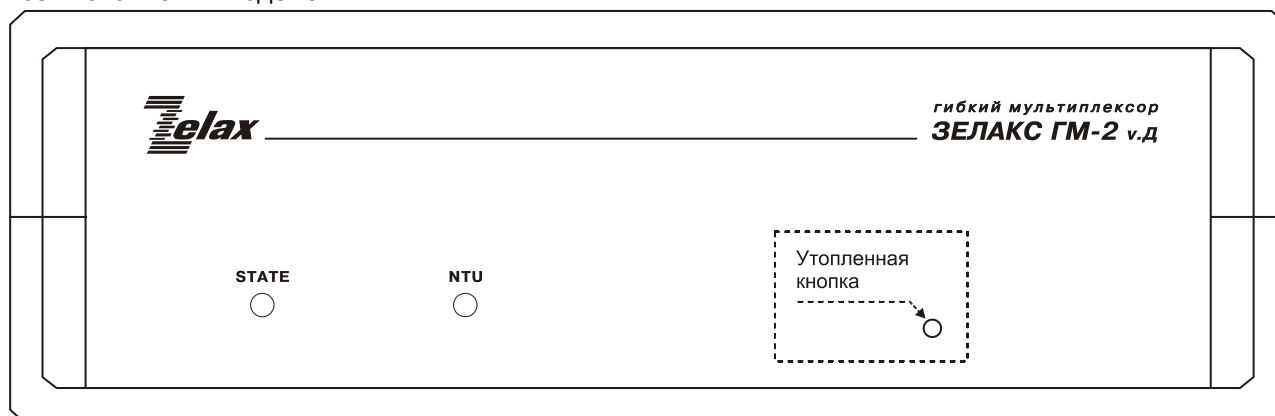 Zelax
гибкий мультиплексор
ЗЕЛАКС ГМ-2 v.д
STATE
NTU
Утопленная
кнопка